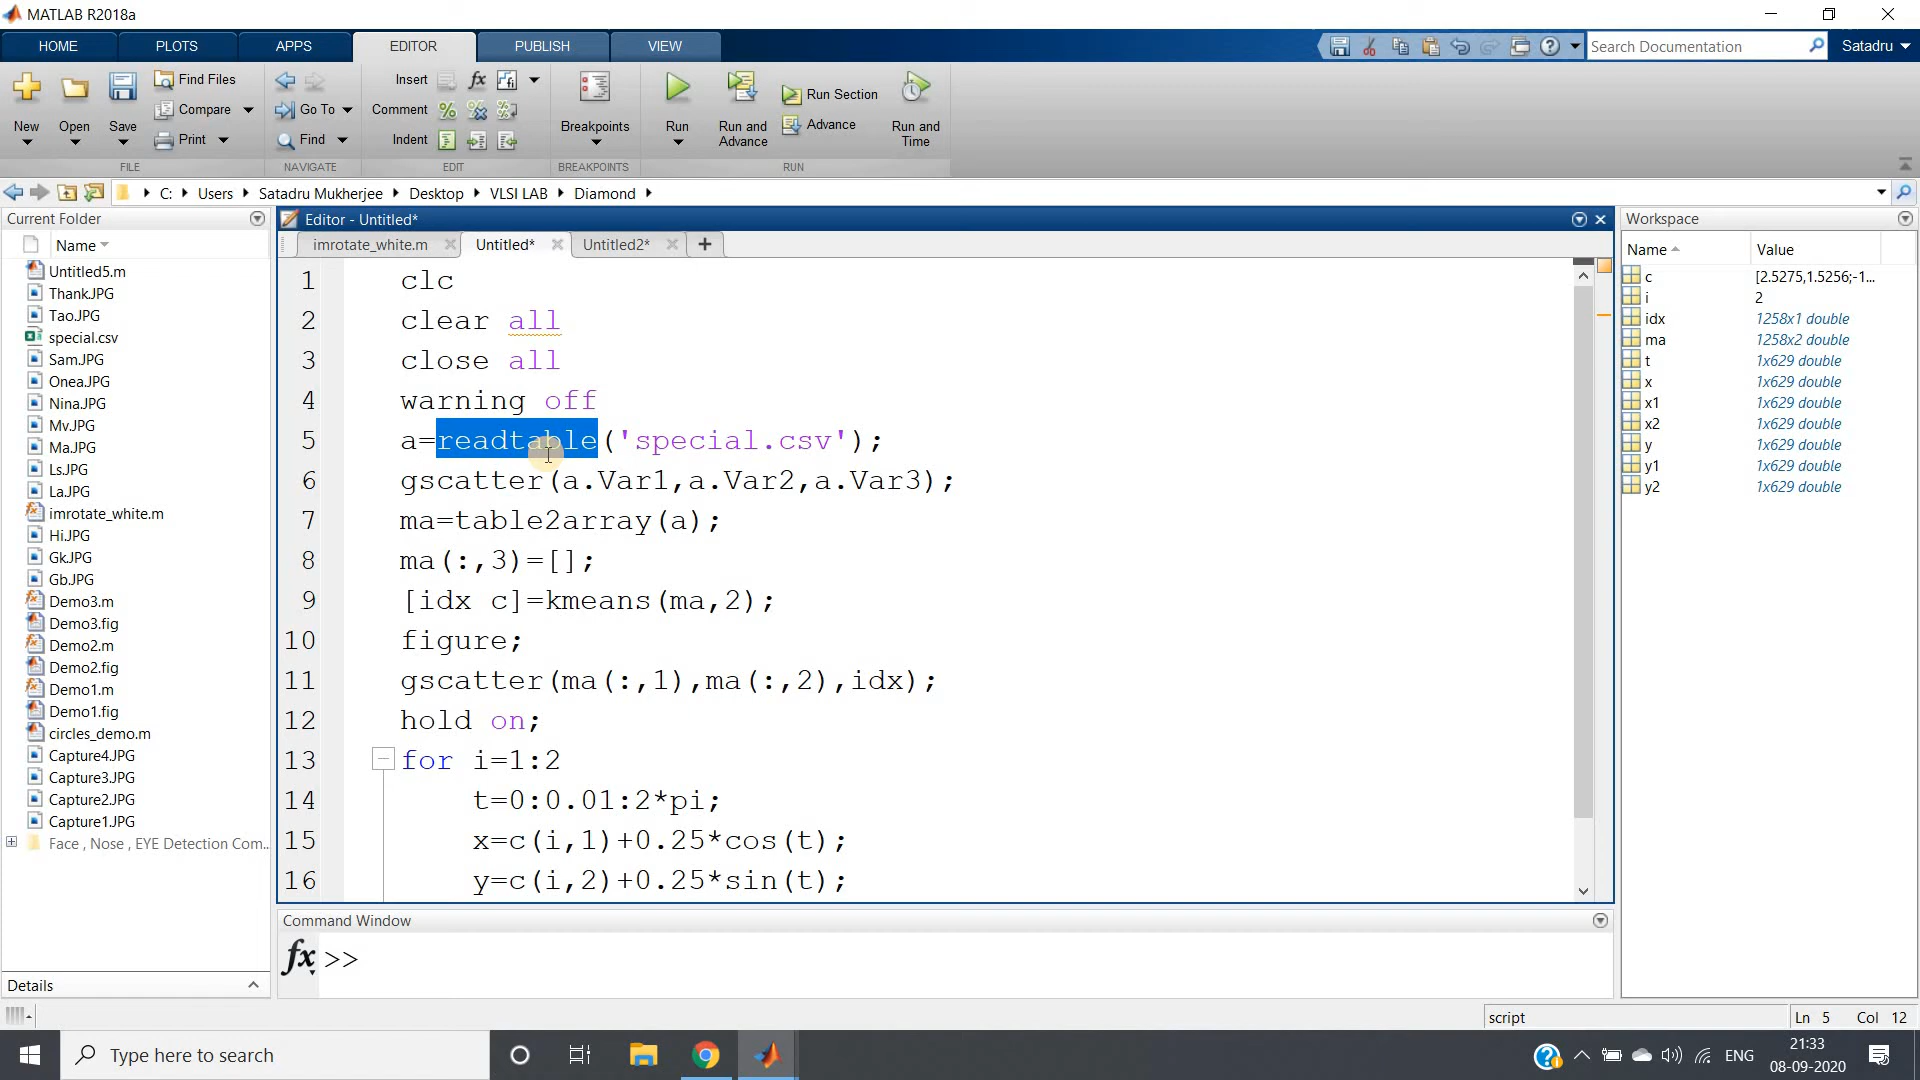 MATLAB R2018a
HOME PLOTS APPS EDITOR PUBLISH VIEW
Search Documentation
Satadru
New
Open
Save
Find Files
Compare
Print
Go To
Find
Insert
Comment
Indent
Breakpoints
Run
Run and Advance
Run Section
Advance
Run and Time
FILE NAVIGATE EDIT BREAKPOINTS RUN
C: Users Satadru Mukherjee Desktop VLSI LAB Diamond
Current Folder
Name
Untitled5.m
Thank.JPG
Tao.JPG
special.csv
Sam.JPG
Onea.JPG
Nina.JPG
Mv.JPG
Ma.JPG
Ls.JPG
La.JPG
imrotate_white.m
Hi.JPG
Gk.JPG
Gb.JPG
Demo3.m
Demo3.fig
Demo2.m
Demo2.fig
Demo1.m
Demo1.fig
circles_demo.m
Capture4.JPG
Capture3.JPG
Capture2.JPG
Capture1.JPG
Face , Nose , EYE Detection Com...
Details
Editor - Untitled*
imrotate_white.m Untitled* Untitled2*
1 clc
2 clear all
3 close all
4 warning off
5 a=readtable('special.csv');
6 gscatter(a.Var1,a.Var2,a.Var3);
7 ma=table2array(a);
8 ma(:,3)=[];
9 [idx c]=kmeans(ma,2);
10 figure;
11 gscatter(ma(:,1),ma(:,2),idx);
12 hold on;
13 for i=1:2
14 t=0:0.01:2*pi;
15 x=c(i,1)+0.25*cos(t);
16 y=c(i,2)+0.25*sin(t);
Command Window
fx >>
Workspace
Name Value
c [2.5275,1.5256;-1...
i 2
idx 1258x1 double
ma 1258x2 double
t 1x629 double
x 1x629 double
x1 1x629 double
x2 1x629 double
y 1x629 double
y1 1x629 double
y2 1x629 double
script Ln 5 Col 12
Type here to search
ENG
21:33
08-09-2020